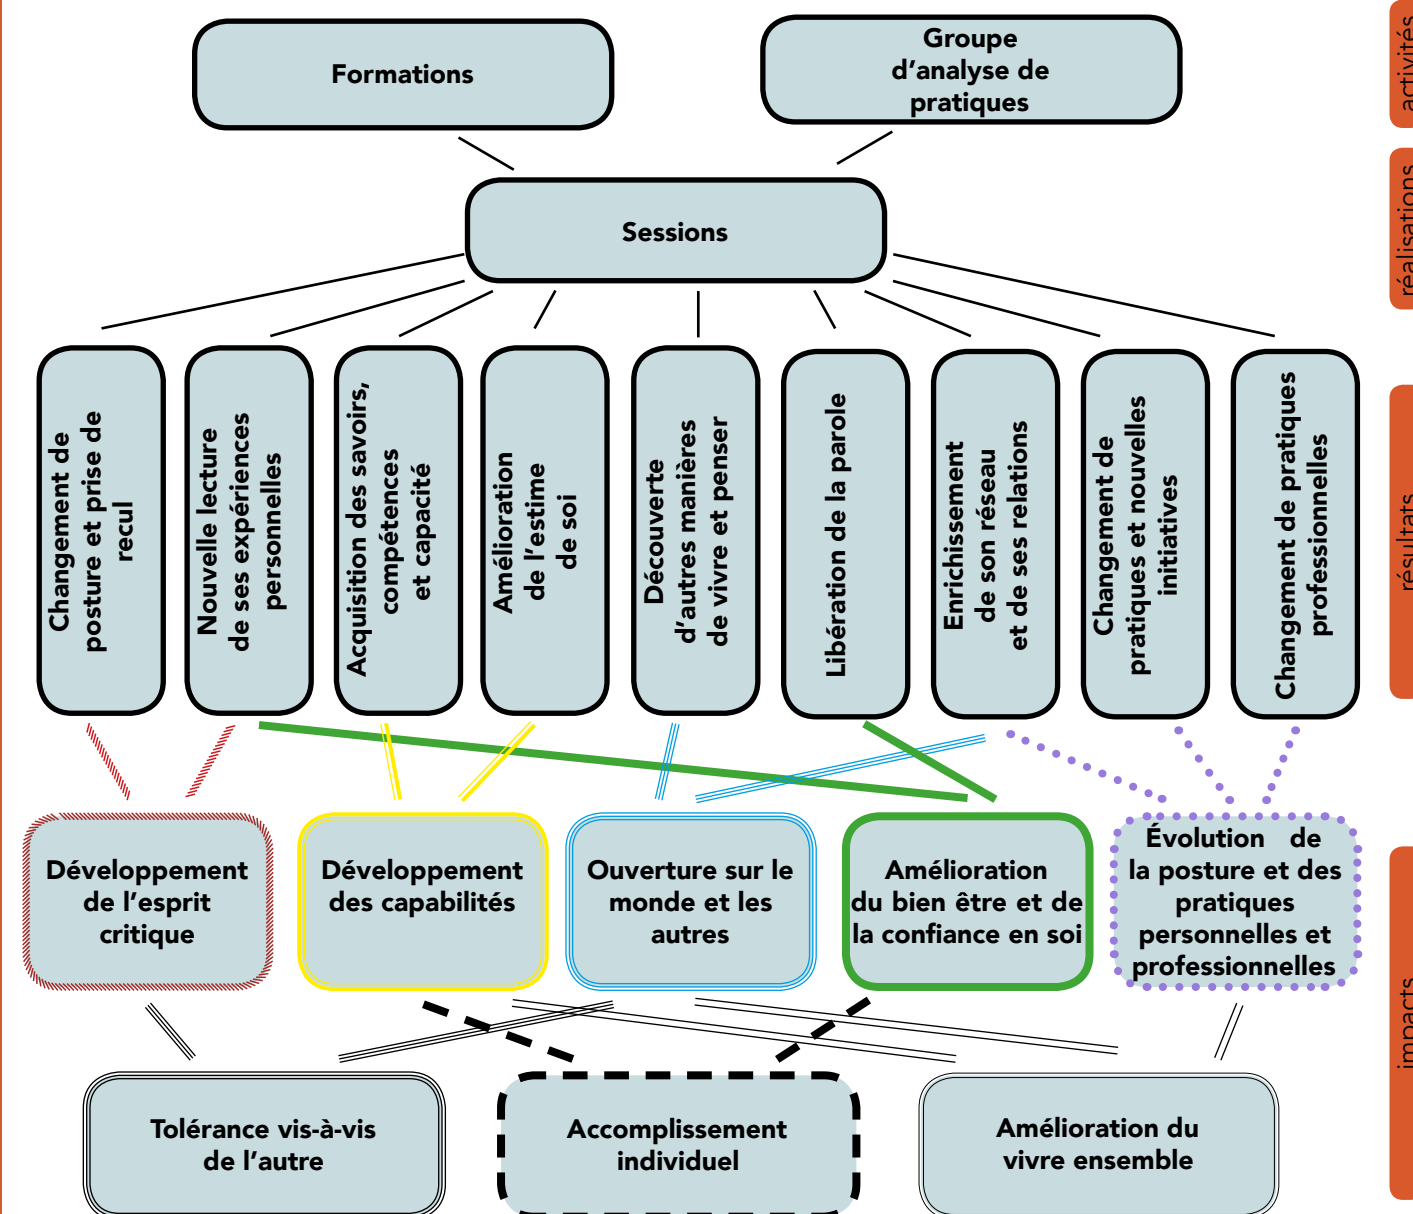 Formations
Groupe
d'analyse de
pratiques
activités
Sessions
réalisations
Changement de
posture et prise de
recul
Nouvelle lecture
de ses expériences
personnelles
Acquisition des savoirs,
compétences
et capacité
Amélioration
de l'estime
de soi
Découverte
d'autres manières
de vivre et penser
Libération de la parole
Enrichissement
de son réseau
et de ses relations
Changement de
pratiques et nouvelles
initiatives
Changement de pratiques
professionnelles
résultats
Développement
de l'esprit
critique
Développement
des capabilités
Ouverture sur le
monde et les
autres
Amélioration
du bien être et de
la confiance en soi
Évolution de
la posture et des
pratiques
personnelles et
professionnelles
impacts
Tolérance vis-à-vis
de l'autre
Accomplissement
individuel
Amélioration du
vivre ensemble